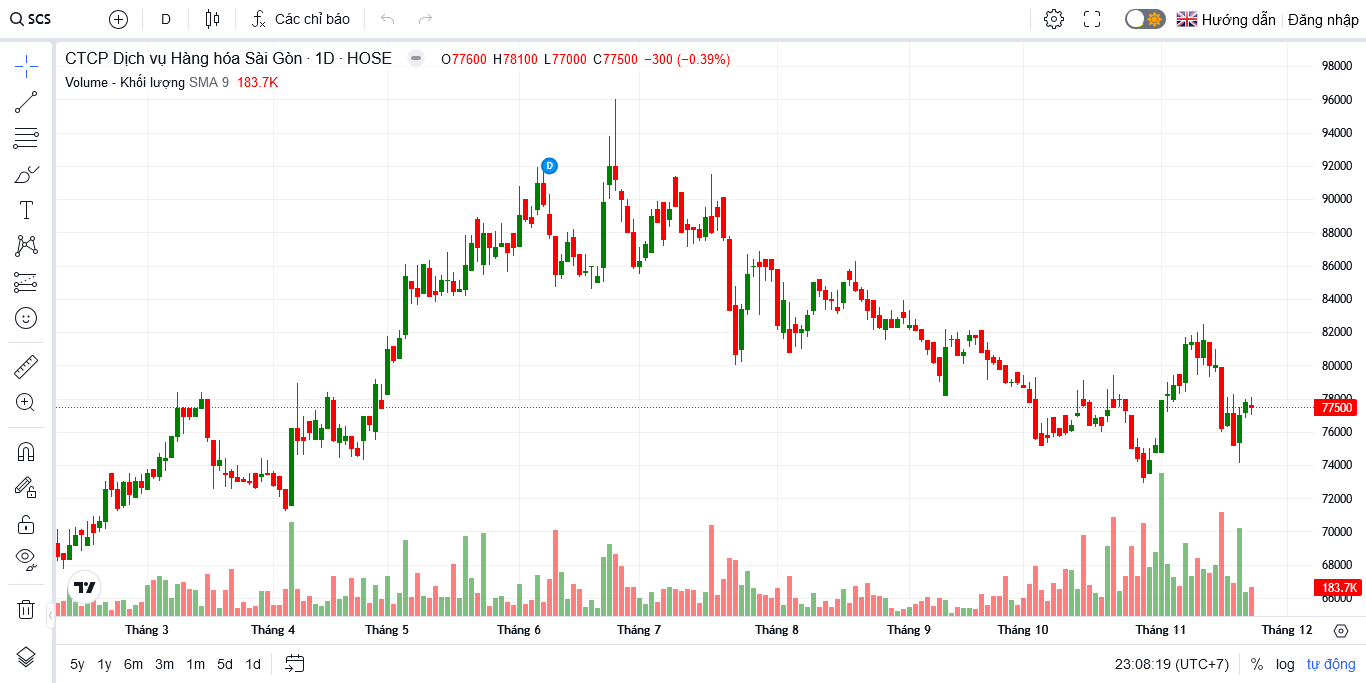 SCS D Các chỉ báo Hướng dẫn Đăng nhập
CTCP Dịch vụ Hàng hóa Sài Gòn · 1D · HOSE O77600 H78100 L77000 C77500 −300 (−0.39%)
Volume - Khối lượng SMA 9 183.7K
98000
96000
94000
92000
D
90000
88000
86000
84000
82000
80000
78000
77500
76000
74000
72000
70000
68000
183.7K
66000
Tháng 3 Tháng 4 Tháng 5 Tháng 6 Tháng 7 Tháng 8 Tháng 9 Tháng 10 Tháng 11 Tháng 12
5y 1y 6m 3m 1m 5d 1d 23:08:19 (UTC+7) % log tự động